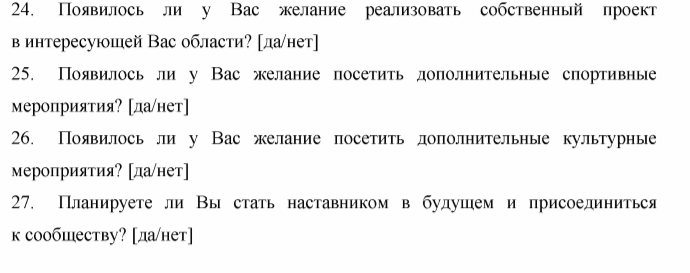 24. Появилось ли у Вас желание реализовать собственный проект
в интересующей Вас области? [да/нет]
25. Появилось ли у Вас желание посетить дополнительные спортивные
мероприятия? [да/нет]
26. Появилось ли у Вас желание посетить дополнительные культурные
мероприятия? [да/нет]
27. Планируете ли Вы стать наставником в будущем и присоединиться
к сообществу? [да/нет]